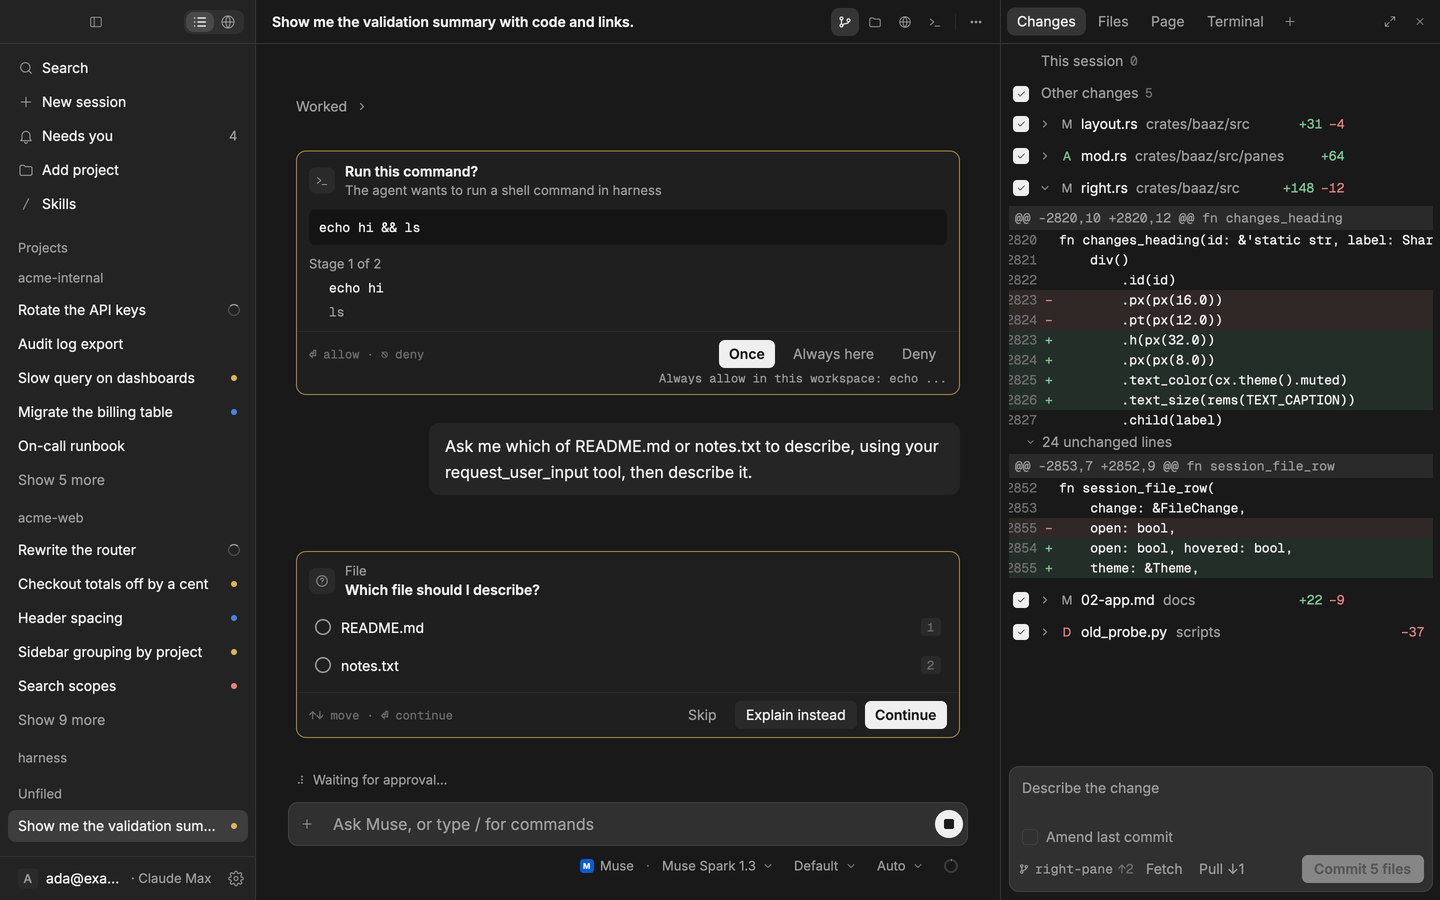 Search
New session
Needs you 4
Add project
Skills
Projects
acme-internal
Rotate the API keys
Audit log export
Slow query on dashboards
Migrate the billing table
On-call runbook
Show 5 more
acme-web
Rewrite the router
Checkout totals off by a cent
Header spacing
Sidebar grouping by project
Search scopes
Show 9 more
harness
Unfiled
Show me the validation sum...
A ada@exa... · Claude Max
Show me the validation summary with code and links.
Worked
Run this command?
The agent wants to run a shell command in harness
echo hi && ls
Stage 1 of 2
echo hi
ls
allow · deny
Once Always here Deny
Always allow in this workspace: echo ...
Ask me which of README.md or notes.txt to describe, using your
request_user_input tool, then describe it.
File
Which file should I describe?
README.md 1
notes.txt 2
↑↓ move · continue
Skip Explain instead Continue
Waiting for approval...
+ Ask Muse, or type / for commands
M Muse · Muse Spark 1.3 Default Auto
Changes Files Page Terminal +
This session 0
Other changes 5
M layout.rs crates/baaz/src +31 −4
A mod.rs crates/baaz/src/panes +64
M right.rs crates/baaz/src +148 −12
@@ -2820,10 +2820,12 @@ fn changes_heading
2820 fn changes_heading(id: &'static str, label: Shar
2821 div()
2822 .id(id)
2823 − .px(px(16.0))
2824 − .pt(px(12.0))
2823 + .h(px(32.0))
2824 + .px(px(8.0))
2825 + .text_color(cx.theme().muted)
2826 + .text_size(rems(TEXT_CAPTION))
2827 .child(label)
24 unchanged lines
@@ -2853,7 +2852,9 @@ fn session_file_row
2852 fn session_file_row(
2853 change: &FileChange,
2855 − open: bool,
2854 + open: bool, hovered: bool,
2855 + theme: &Theme,
M 02-app.md docs +22 −9
D old_probe.py scripts −37
Describe the change
Amend last commit
right-pane ↑2 Fetch Pull ↓1 Commit 5 files